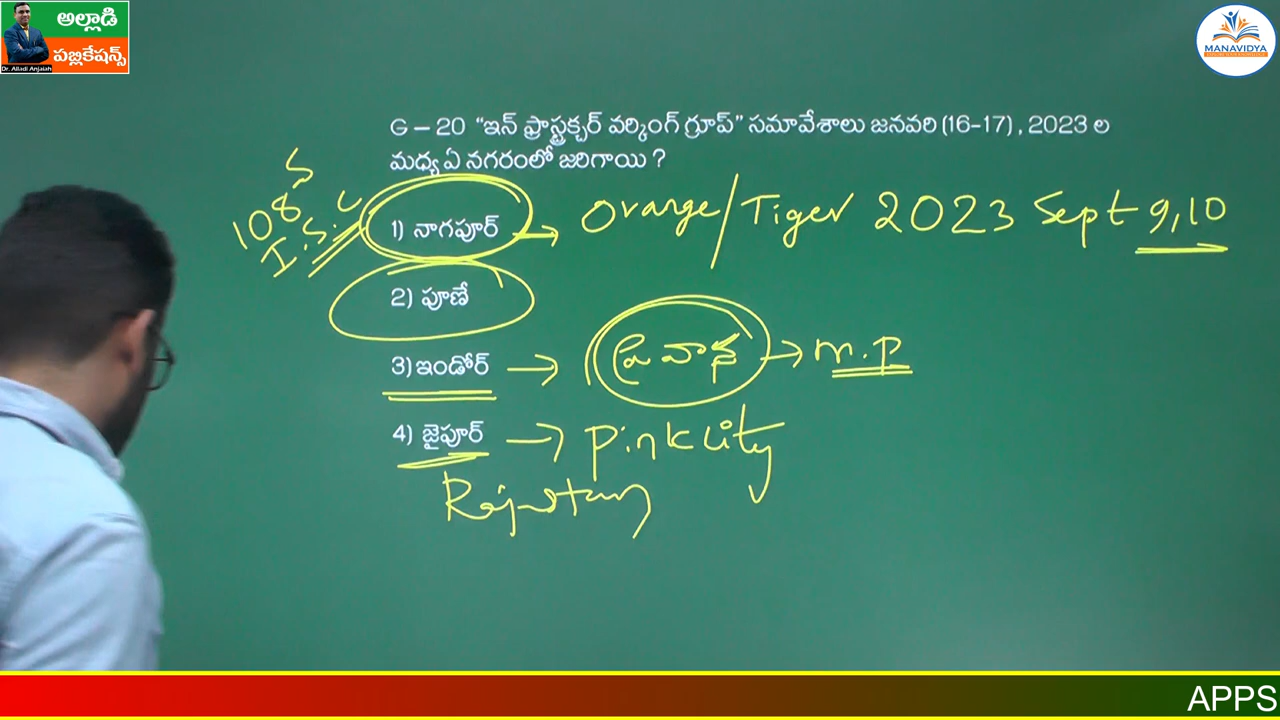 అల్లాడి
పబ్లికేషన్స్
Dr. Alladi Anjaiah
MANAVIDYA
G – 20 "ఇన్ ఫ్రాస్ట్రక్చర్ వర్కింగ్ గ్రూప్" సమావేశాలు జనవరి (16-17) , 2023 ల
మధ్య ఏ నగరంలో జరిగాయి ?
108
I.S.C
1) నాగపూర్ Orange/Tiger 2023 Sept 9,10
2) పూణే
3) ఇండోర్ M.P
4) జైపూర్ Pink City
Rajasthan
APPS